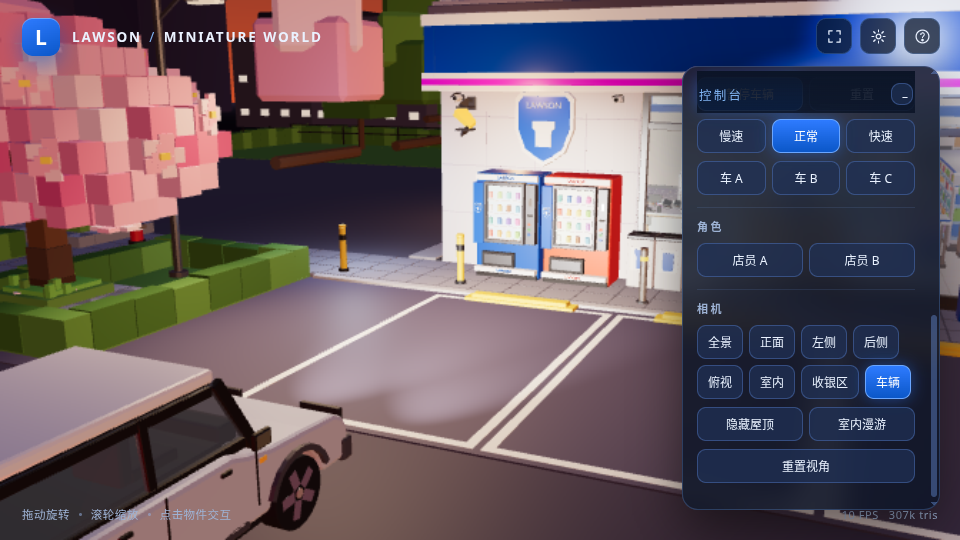 L LAWSON / MINIATURE WORLD
LAWSON
控制台
重置
慢速 正常 快速
车 A 车 B 车 C
角色
店员 A 店员 B
相机
全景 正面 左侧 后侧
俯视 室内 收银区 车辆
隐藏屋顶 室内漫游
重置视角
拖动旋转 • 滚轮缩放 • 点击物件交互
FPS 307k tris